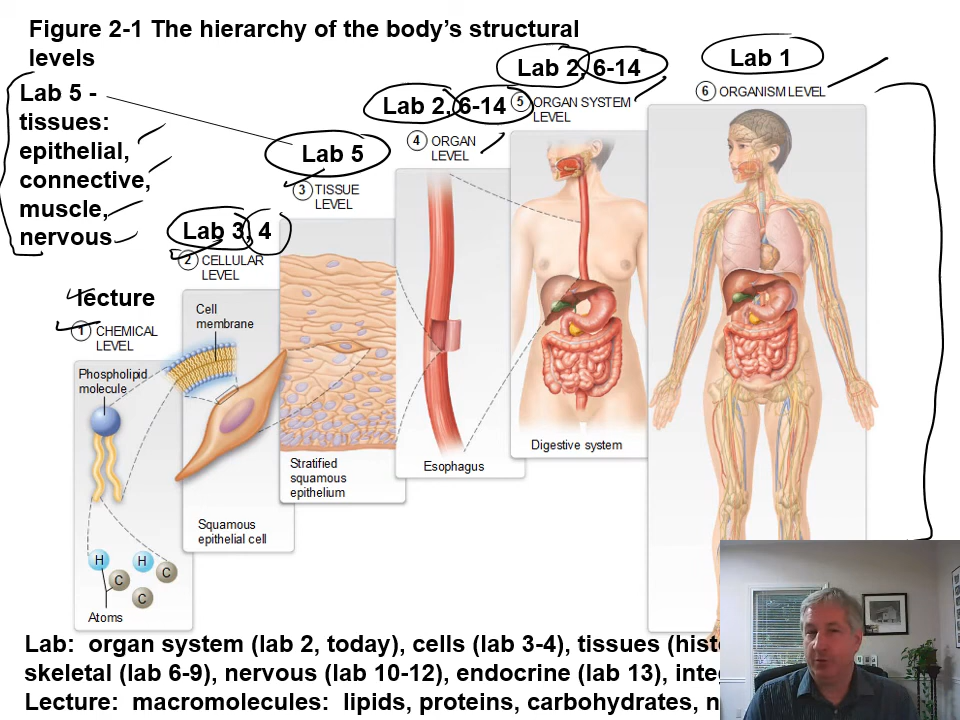 Figure 2-1 The hierarchy of the body’s structural
levels
Lab 5 -
tissues:
epithelial,
connective,
muscle,
nervous
lecture
1 CHEMICAL
LEVEL
Phospholipid
molecule
H
C
H
C
C
Atoms
Lab 3, 4
2 CELLULAR
LEVEL
Cell
membrane
Squamous
epithelial cell
Lab 5
3 TISSUE
LEVEL
Stratified
squamous
epithelium
Lab 2, 6-14
4 ORGAN
LEVEL
Esophagus
Lab 2, 6-14
5 ORGAN SYSTEM
LEVEL
Digestive system
Lab 1
6 ORGANISM LEVEL
Lab: organ system (lab 2, today), cells (lab 3-4), tissues
skeletal (lab 6-9), nervous (lab 10-12), endocrine (lab 13),
Lecture: macromolecules: lipids, proteins, carbohydrates,